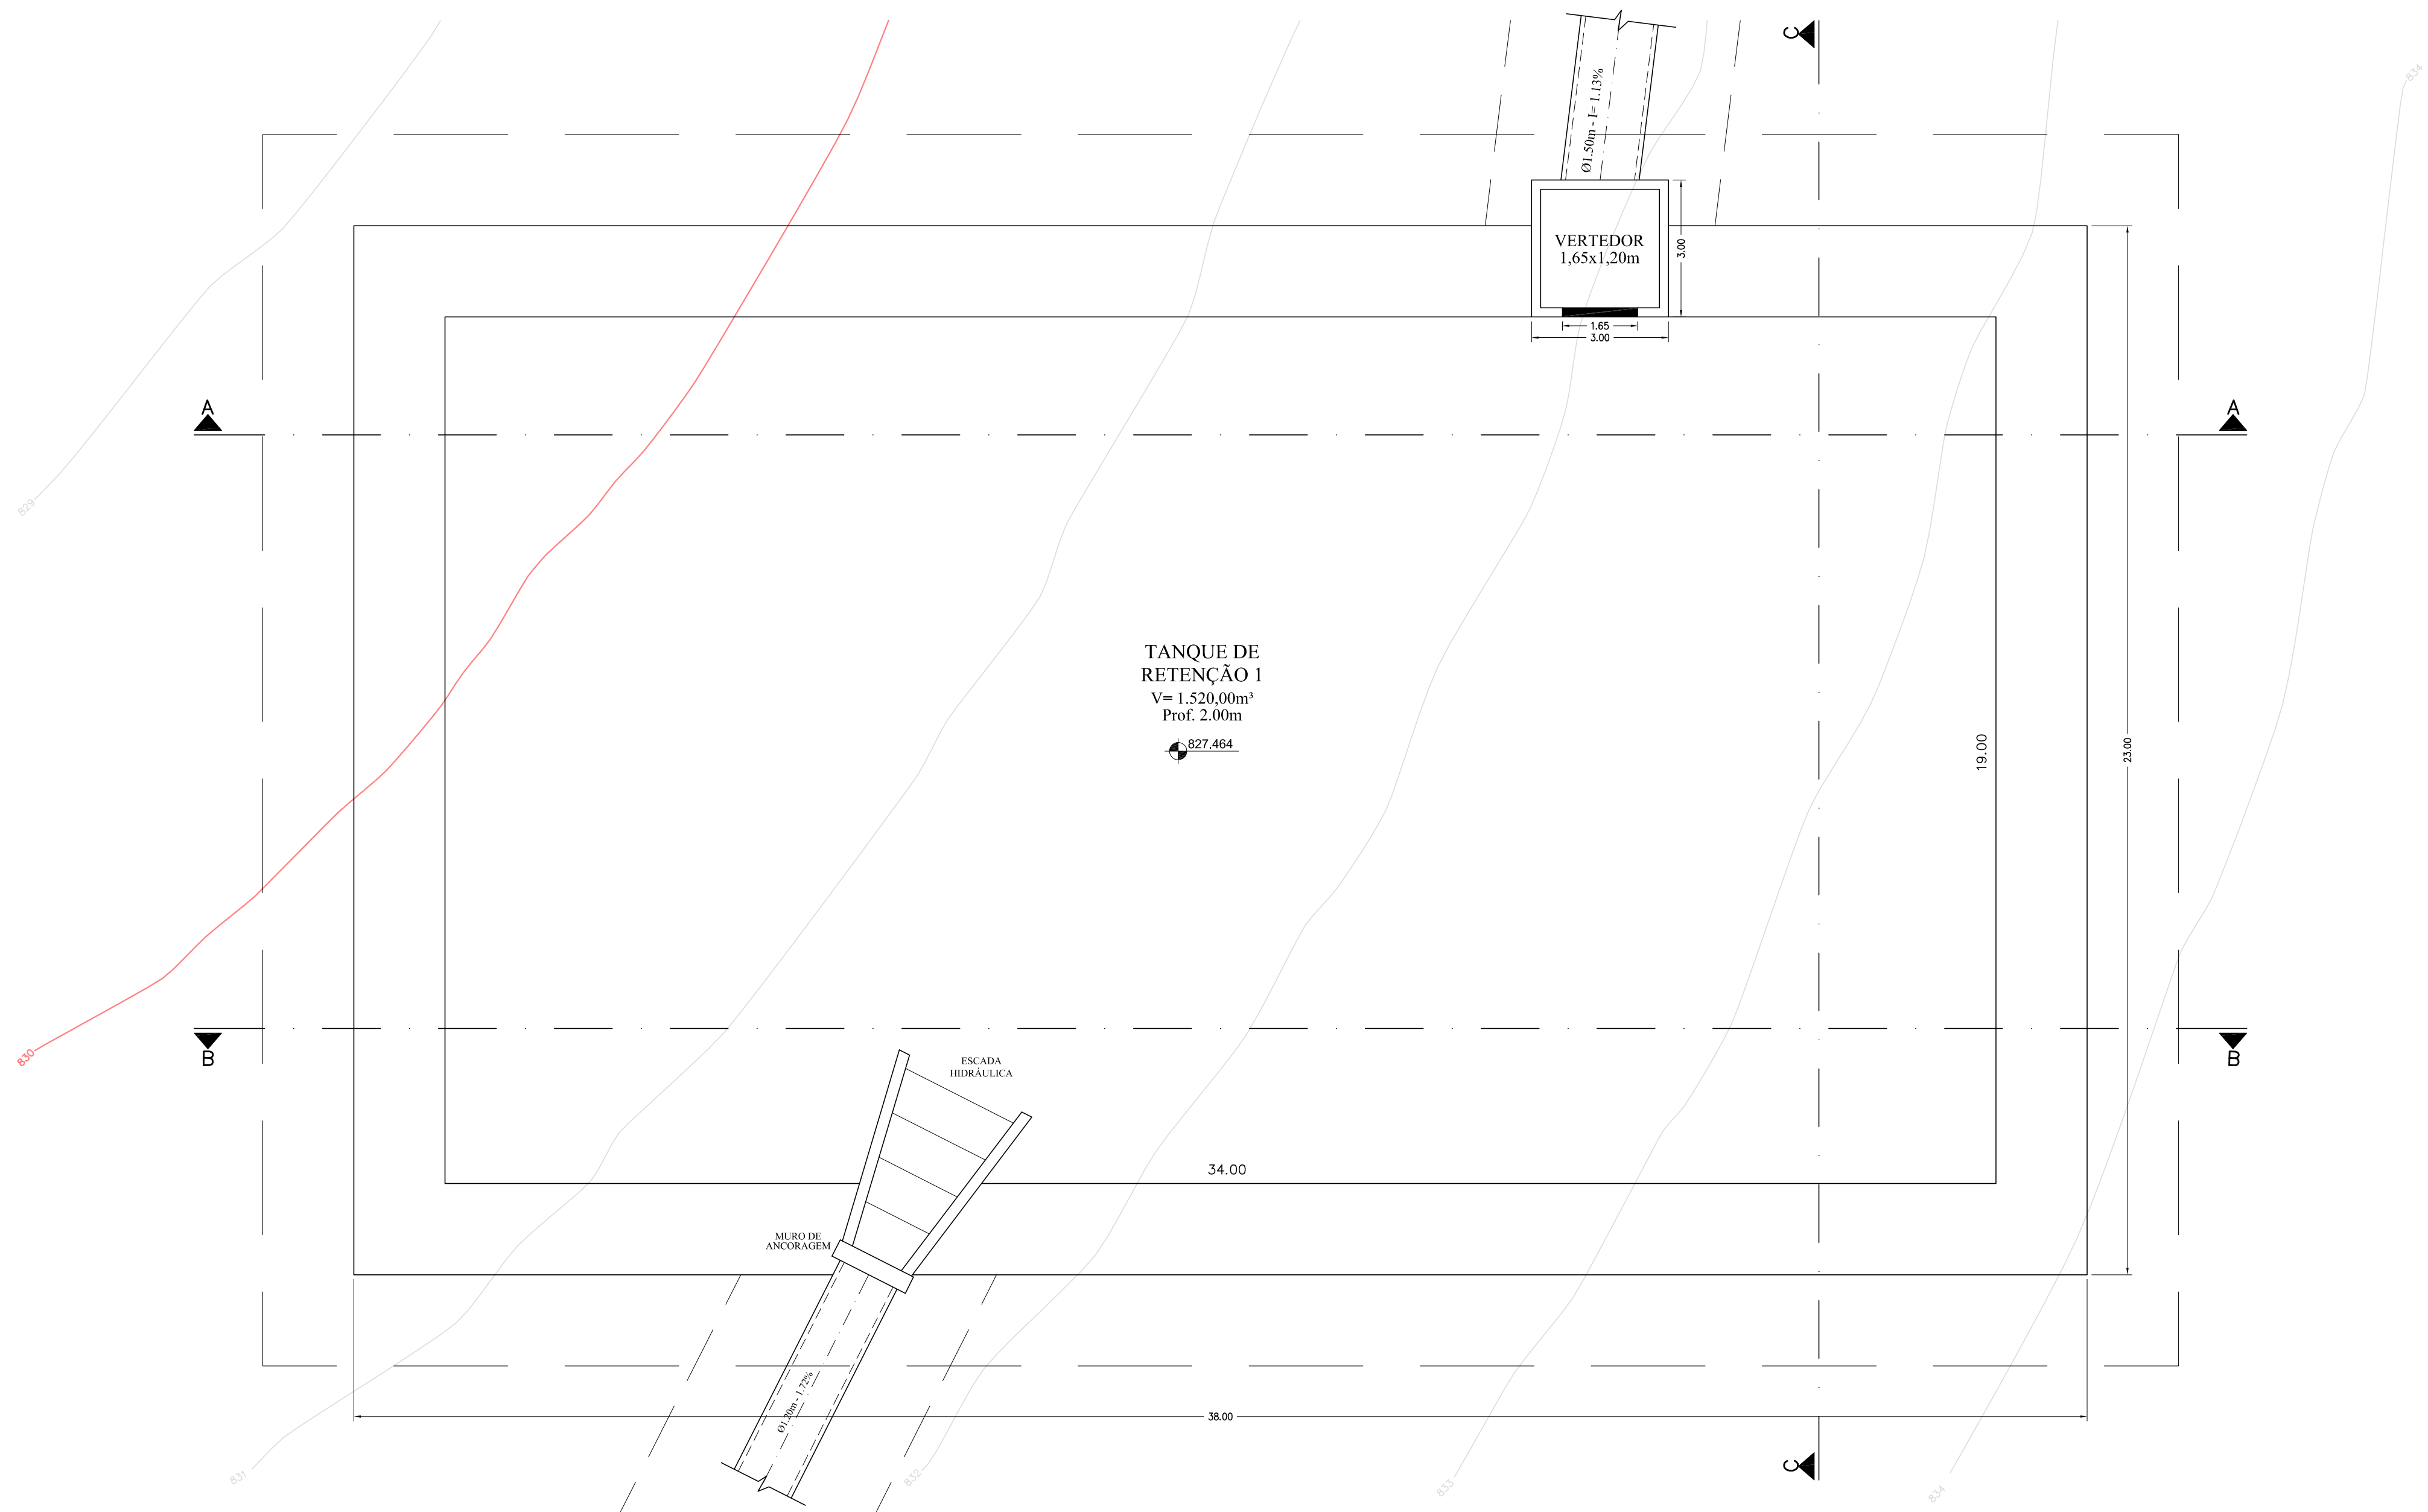 C
834
Ø1.50m - I= 1.13%
VERTEDOR
1,65x1,20m
3.00
1.65
3.00
A
A
829
TANQUE DE
RETENÇÃO 1
V= 1.520,00m³
Prof. 2.00m
827.464
19.00
23.00
830
B
B
ESCADA
HIDRÁULICA
34.00
MURO DE
ANCORAGEM
Ø1.20m - 1.72%
38.00
831
832
833
834
C